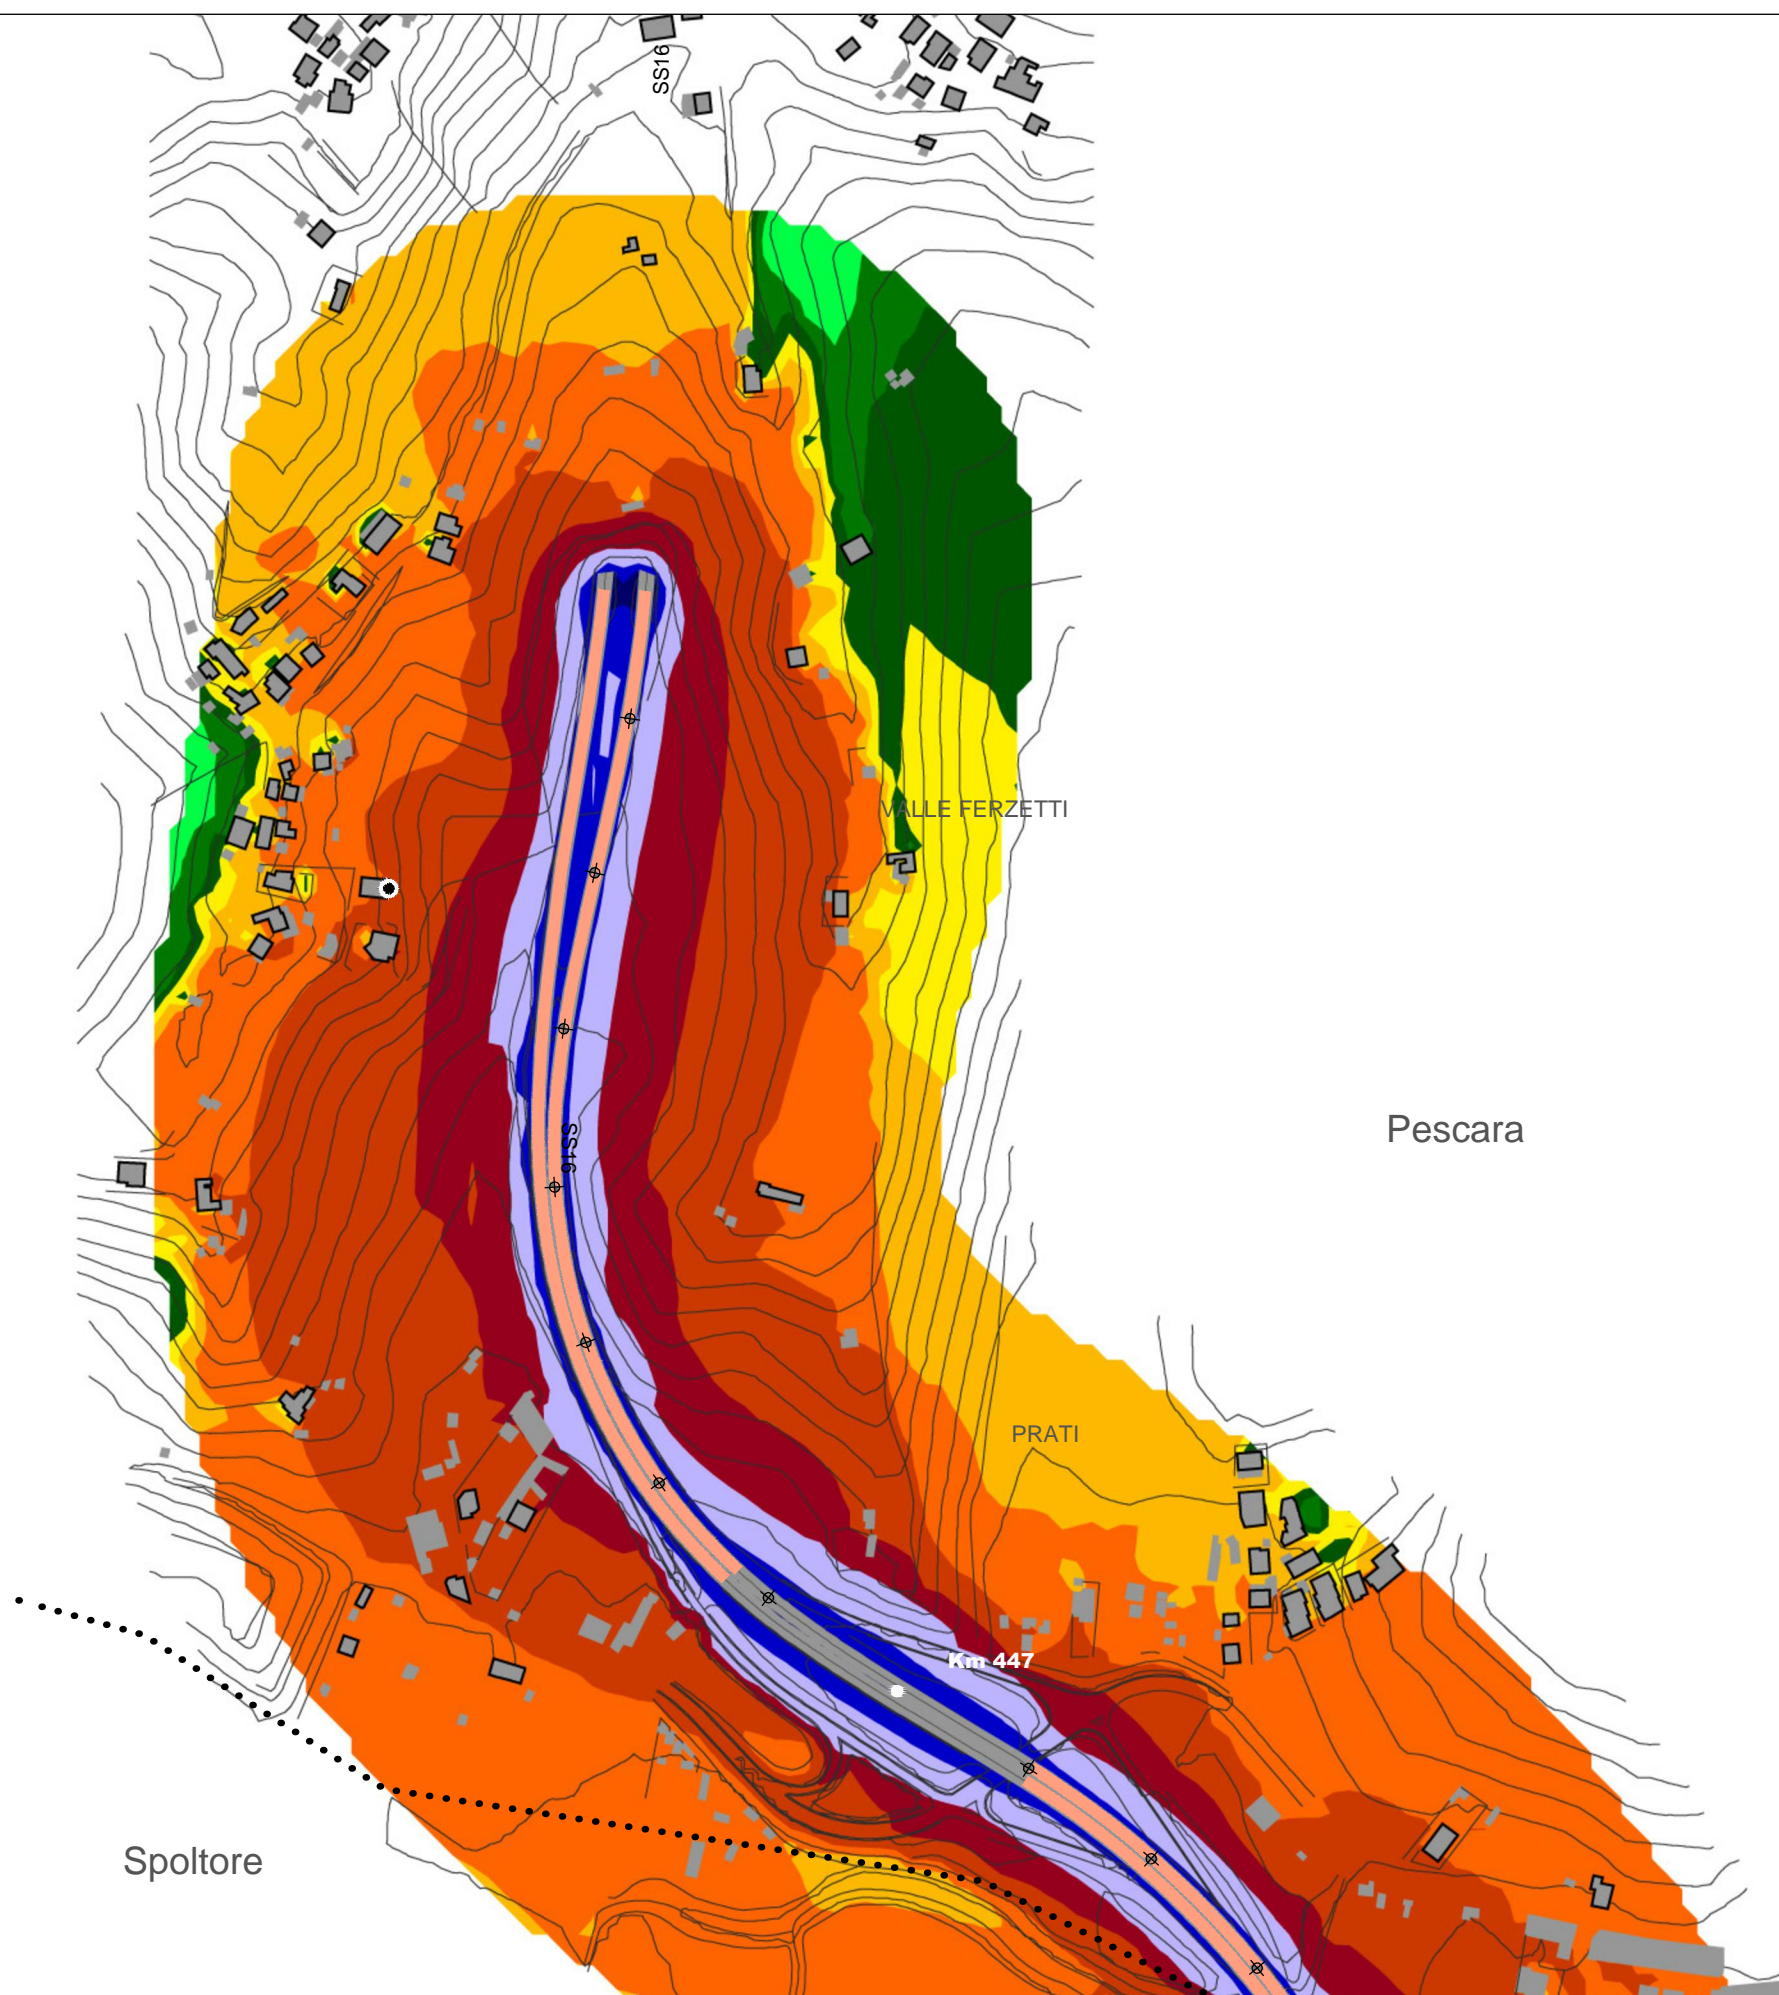 SS16
VALLE FERZETTI
Pescara
SS16
PRATI
Km 447
Spoltore